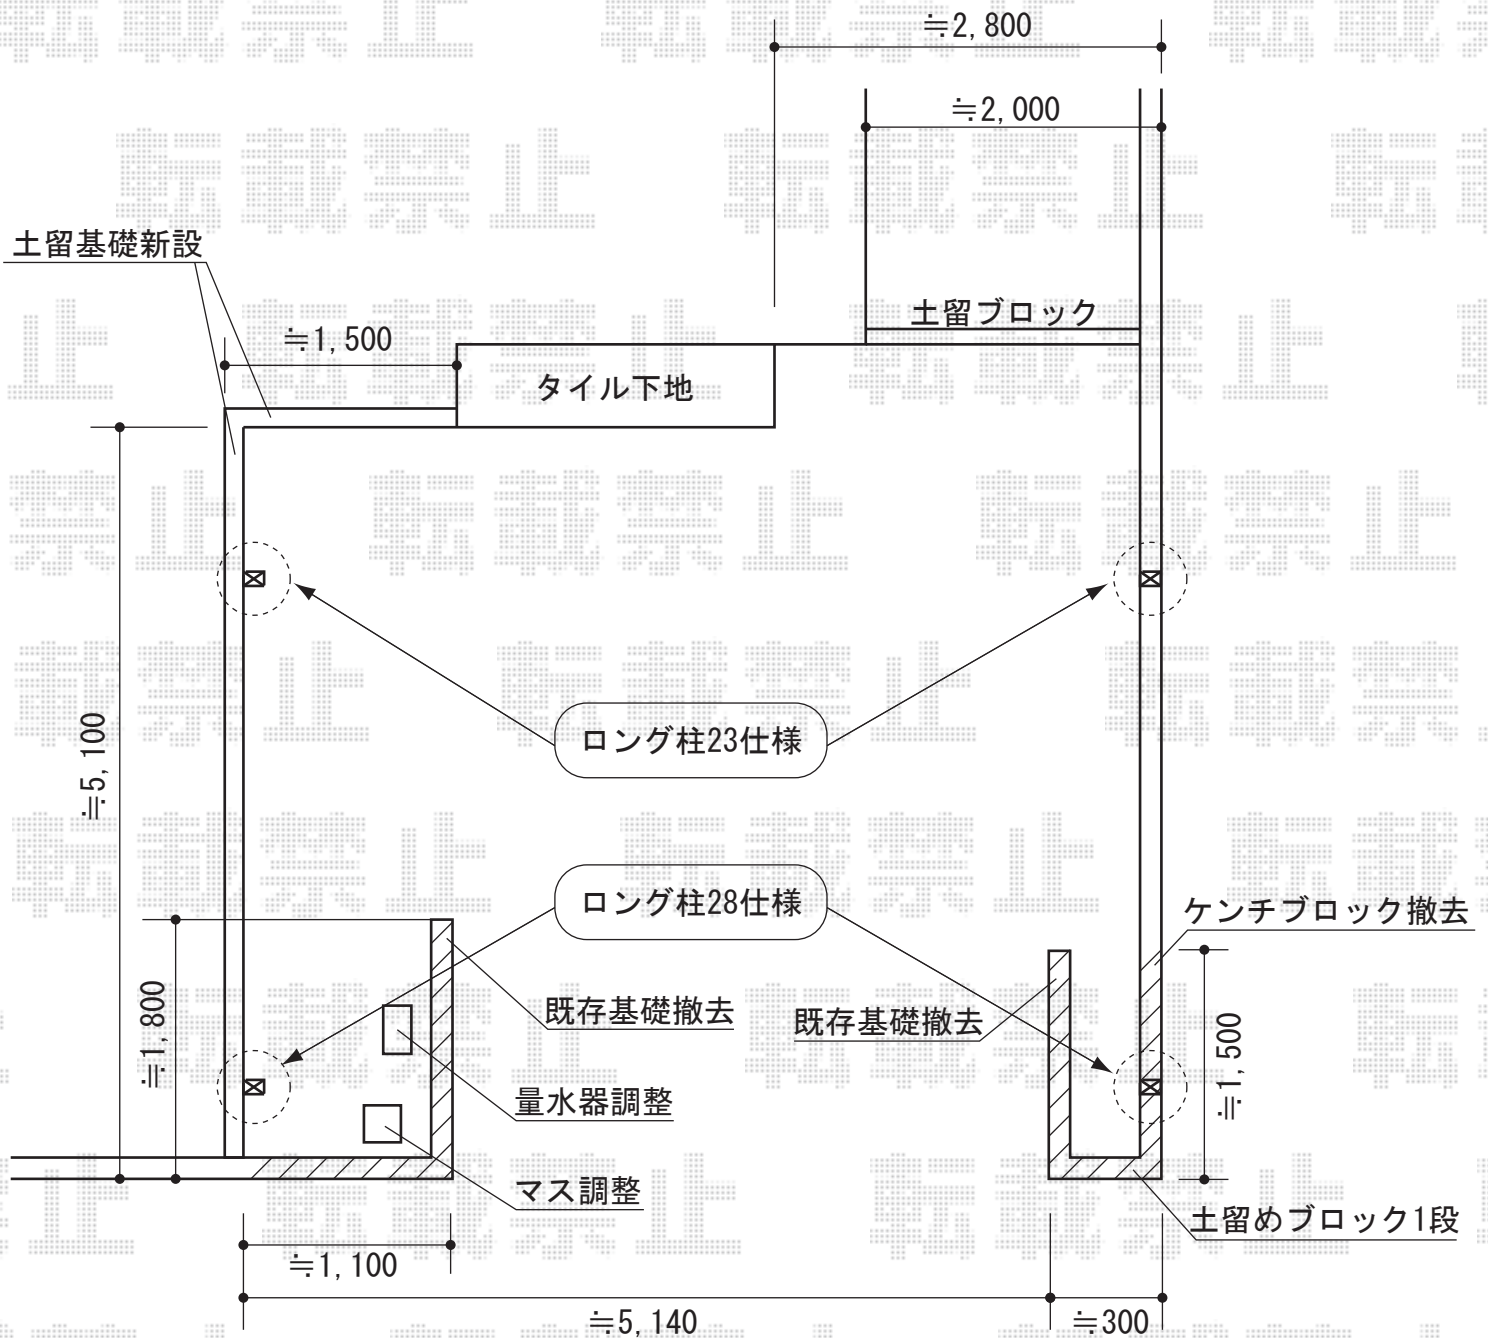 ≒2,800
≒2,000
土留基礎新設
土留ブロック
≒1,500
タイル下地
ロング柱23仕様
≒5,100
ロング柱28仕様
ケンチブロック撤去
≒1,800
既存基礎撤去
既存基礎撤去
≒1,500
量水器調整
マス調整
土留めブロック1段
≒1,100
≒5,140
≒300
転載禁止